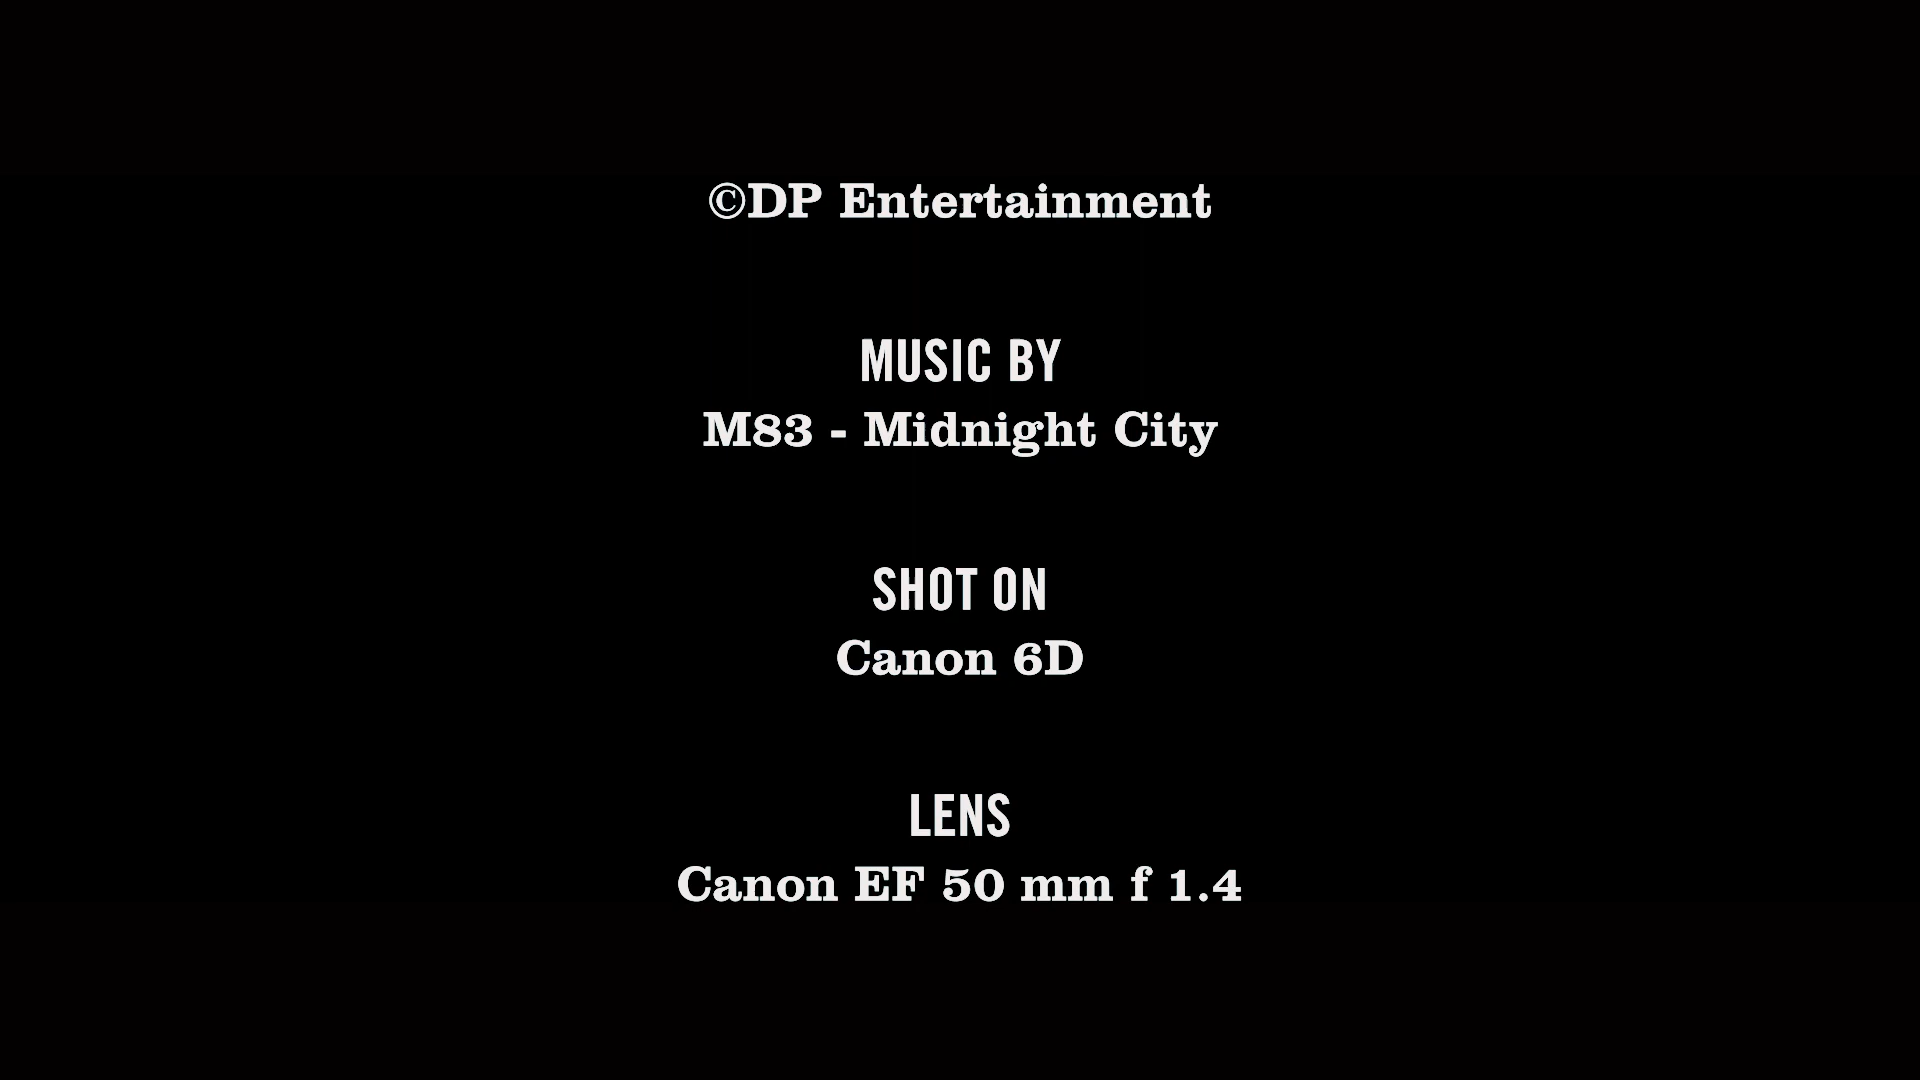 ©DP Entertainment
MUSIC BY
M83 - Midnight City
SHOT ON
Canon 6D
LENS
Canon EF 50 mm f 1.4